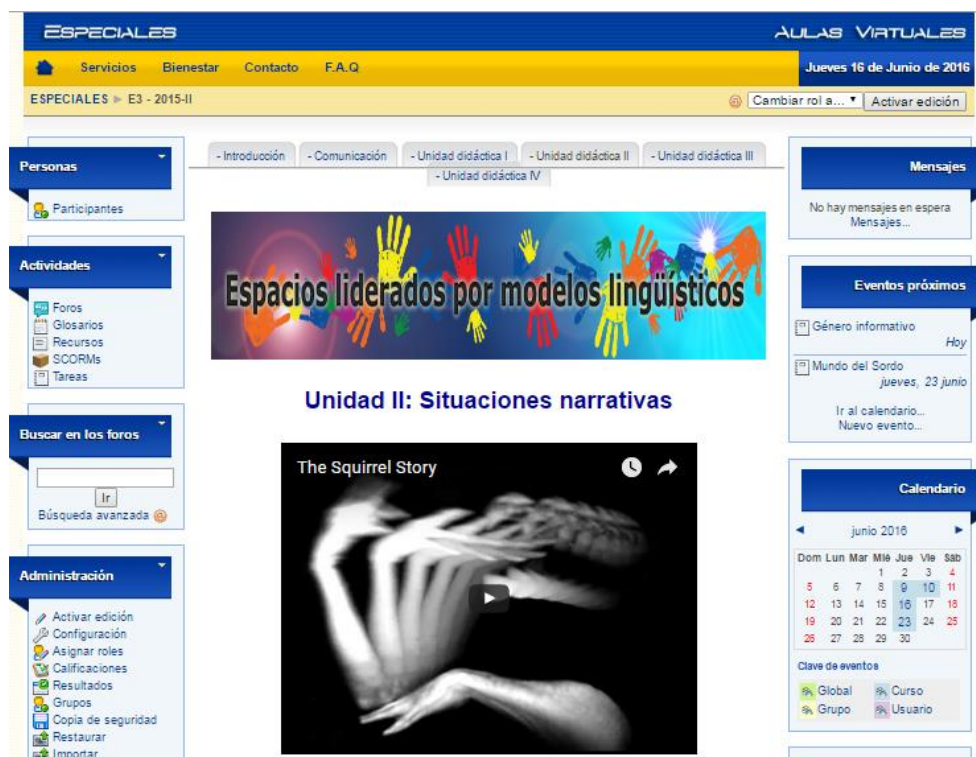 ESPECIALES
AULAS VIRTUALES
Servicios Bienestar Contacto F.A.Q
Jueves 16 de Junio de 2016
ESPECIALES ► E3 - 2015-II
Cambiar rol a... ▼ Activar edición
Personas
Participantes
Actividades
Foros
Glosarios
Recursos
SCORMs
Tareas
Buscar en los foros
Ir
Búsqueda avanzada
Administración
Activar edición
Configuración
Asignar roles
Calificaciones
Resultados
Grupos
Copia de seguridad
Restaurar
Importar
- Introducción - Comunicación - Unidad didáctica I - Unidad didáctica II - Unidad didáctica III
- Unidad didáctica IV
Espacios liderados por modelos lingüísticos
Unidad II: Situaciones narrativas
The Squirrel Story
Mensajes
No hay mensajes en espera
Mensajes...
Eventos próximos
Género informativo
Hoy
Mundo del Sordo
jueves, 23 junio
Ir al calendario...
Nuevo evento...
Calendario
◄ junio 2016 ►
Dom Lun Mar Mié Jue Vie Sáb
1 2 3 4
5 6 7 8 9 10 11
12 13 14 15 16 17 18
19 20 21 22 23 24 25
26 27 28 29 30
Clave de eventos
Global Curso
Grupo Usuario